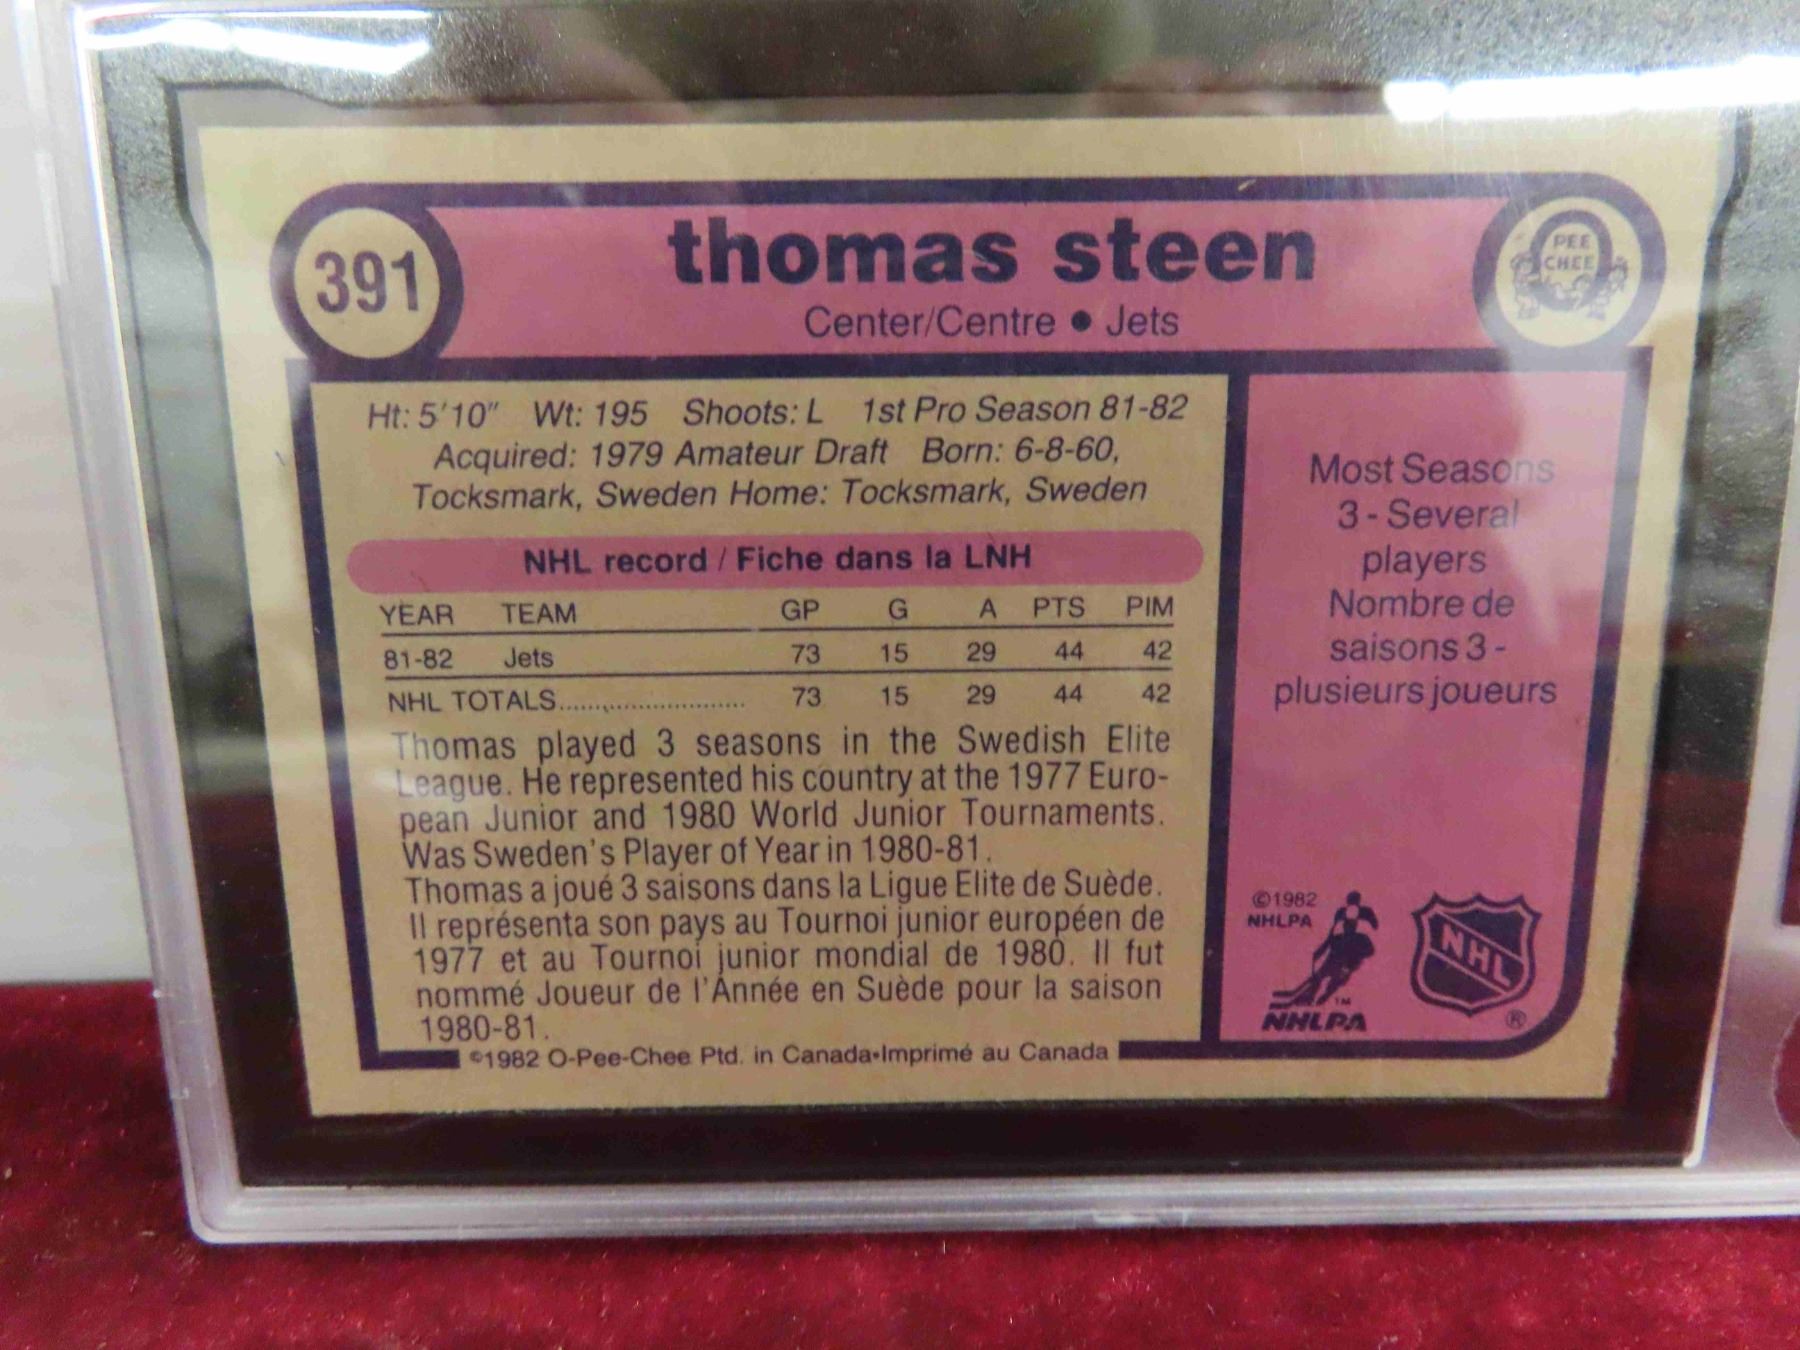 391
thomas steen
PEE
CHEE
Center/Centre • Jets
Ht: 5'10" Wt: 195 Shoots: L 1st Pro Season 81-82
Acquired: 1979 Amateur Draft Born: 6-8-60,
Tocksmark, Sweden Home: Tocksmark, Sweden
NHL record / Fiche dans la LNH
YEAR TEAM GP G A PTS PIM
81-82 Jets 73 15 29 44 42
NHL TOTALS.......................... 73 15 29 44 42
Thomas played 3 seasons in the Swedish Elite
League. He represented his country at the 1977 Euro-
pean Junior and 1980 World Junior Tournaments.
Was Sweden's Player of Year in 1980-81.
Thomas a joué 3 saisons dans la Ligue Elite de Suède.
Il représenta son pays au Tournoi junior européen de
1977 et au Tournoi junior mondial de 1980. Il fut
nommé Joueur de l'Année en Suède pour la saison
1980-81.
©1982 O-Pee-Chee Ptd. in Canada•Imprimé au Canada
Most Seasons
3 - Several
players
Nombre de
saisons 3 -
plusieurs joueurs
©1982
NHLPA
TM
NHLPA
NHL
®